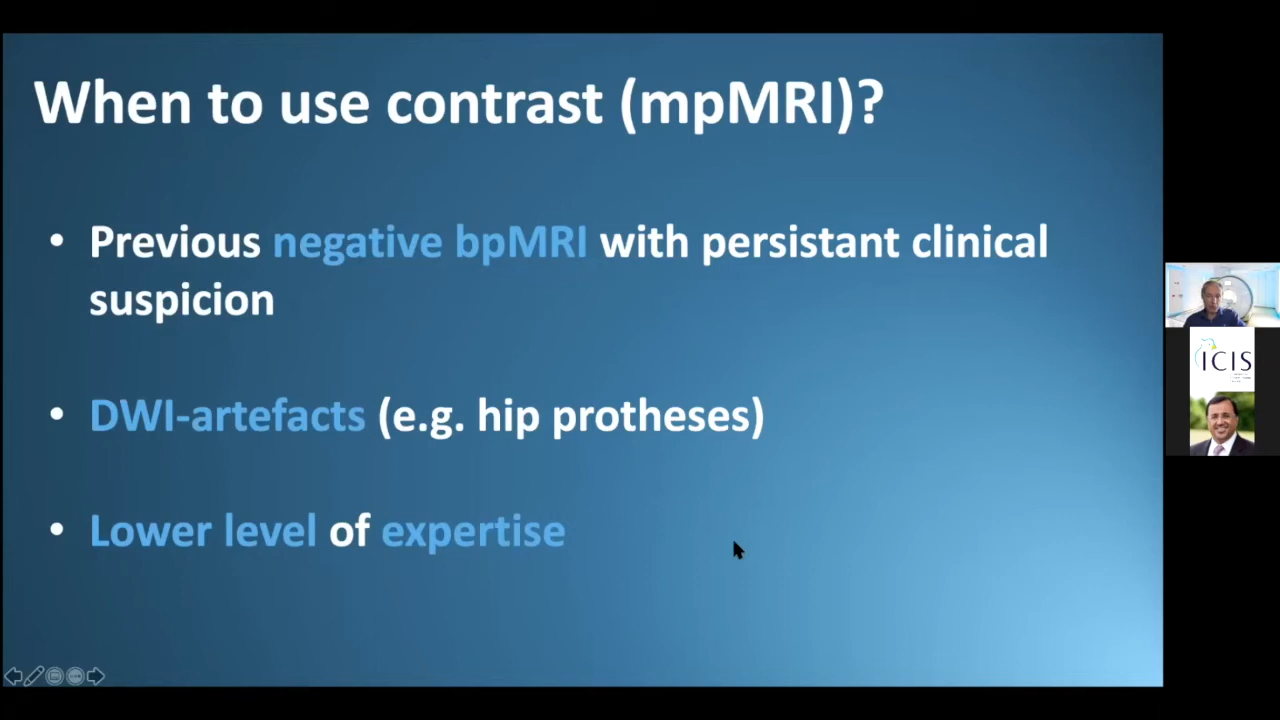 When to use contrast (mpMRI)?
• Previous negative bpMRI with persistant clinical
suspicion
• DWI-artefacts (e.g. hip protheses)
• Lower level of expertise
ICIS